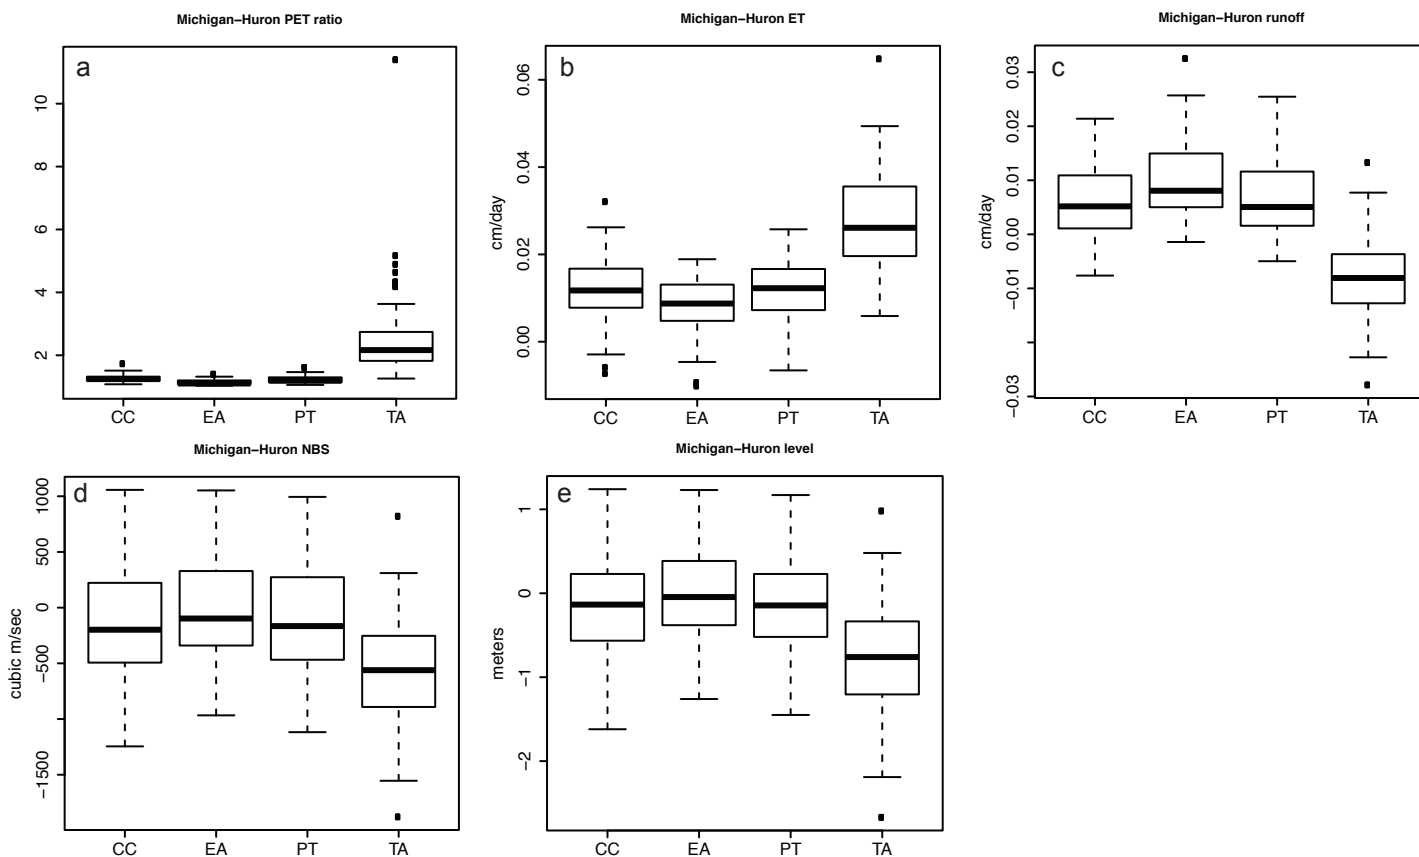 Michigan–Huron PET ratio
a
10
8
6
4
2
CC EA PT TA
Michigan–Huron ET
b
cm/day
0.06
0.04
0.02
0.00
CC EA PT TA
Michigan–Huron runoff
c
cm/day
0.03
0.02
0.01
0.00
−0.01
−0.03
CC EA PT TA
Michigan–Huron NBS
d
cubic m/sec
1000
500
0
−500
−1500
CC EA PT TA
Michigan–Huron level
e
meters
1
0
−1
−2
CC EA PT TA